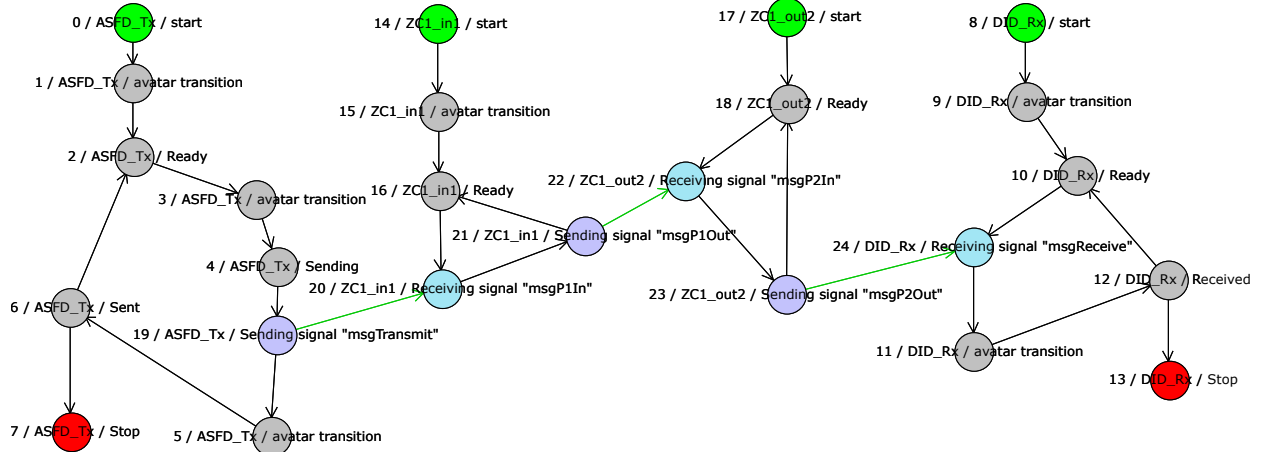 0 / ASFD_Tx / start
14 / ZC1_in1 / start
17 / ZC1_out2 / start
8 / DID_Rx / start
1 / ASFD_Tx / avatar transition
15 / ZC1_in1 / avatar transition
18 / ZC1_out2 / Ready
9 / DID_Rx / avatar transition
2 / ASFD_Tx / Ready
3 / ASFD_Tx / avatar transition
16 / ZC1_in1 / Ready
22 / ZC1_out2 / Receiving signal "msgP2In"
10 / DID_Rx / Ready
21 / ZC1_in1 / Sending signal "msgP1Out"
24 / DID_Rx / Receiving signal "msgReceive"
4 / ASFD_Tx / Sending
20 / ZC1_in1 / Receiving signal "msgP1In"
23 / ZC1_out2 / Sending signal "msgP2Out"
12 / DID_Rx / Received
6 / ASFD_Tx / Sent
19 / ASFD_Tx / Sending signal "msgTransmit"
11 / DID_Rx / avatar transition
13 / DID_Rx / Stop
7 / ASFD_Tx / Stop
5 / ASFD_Tx / avatar transition